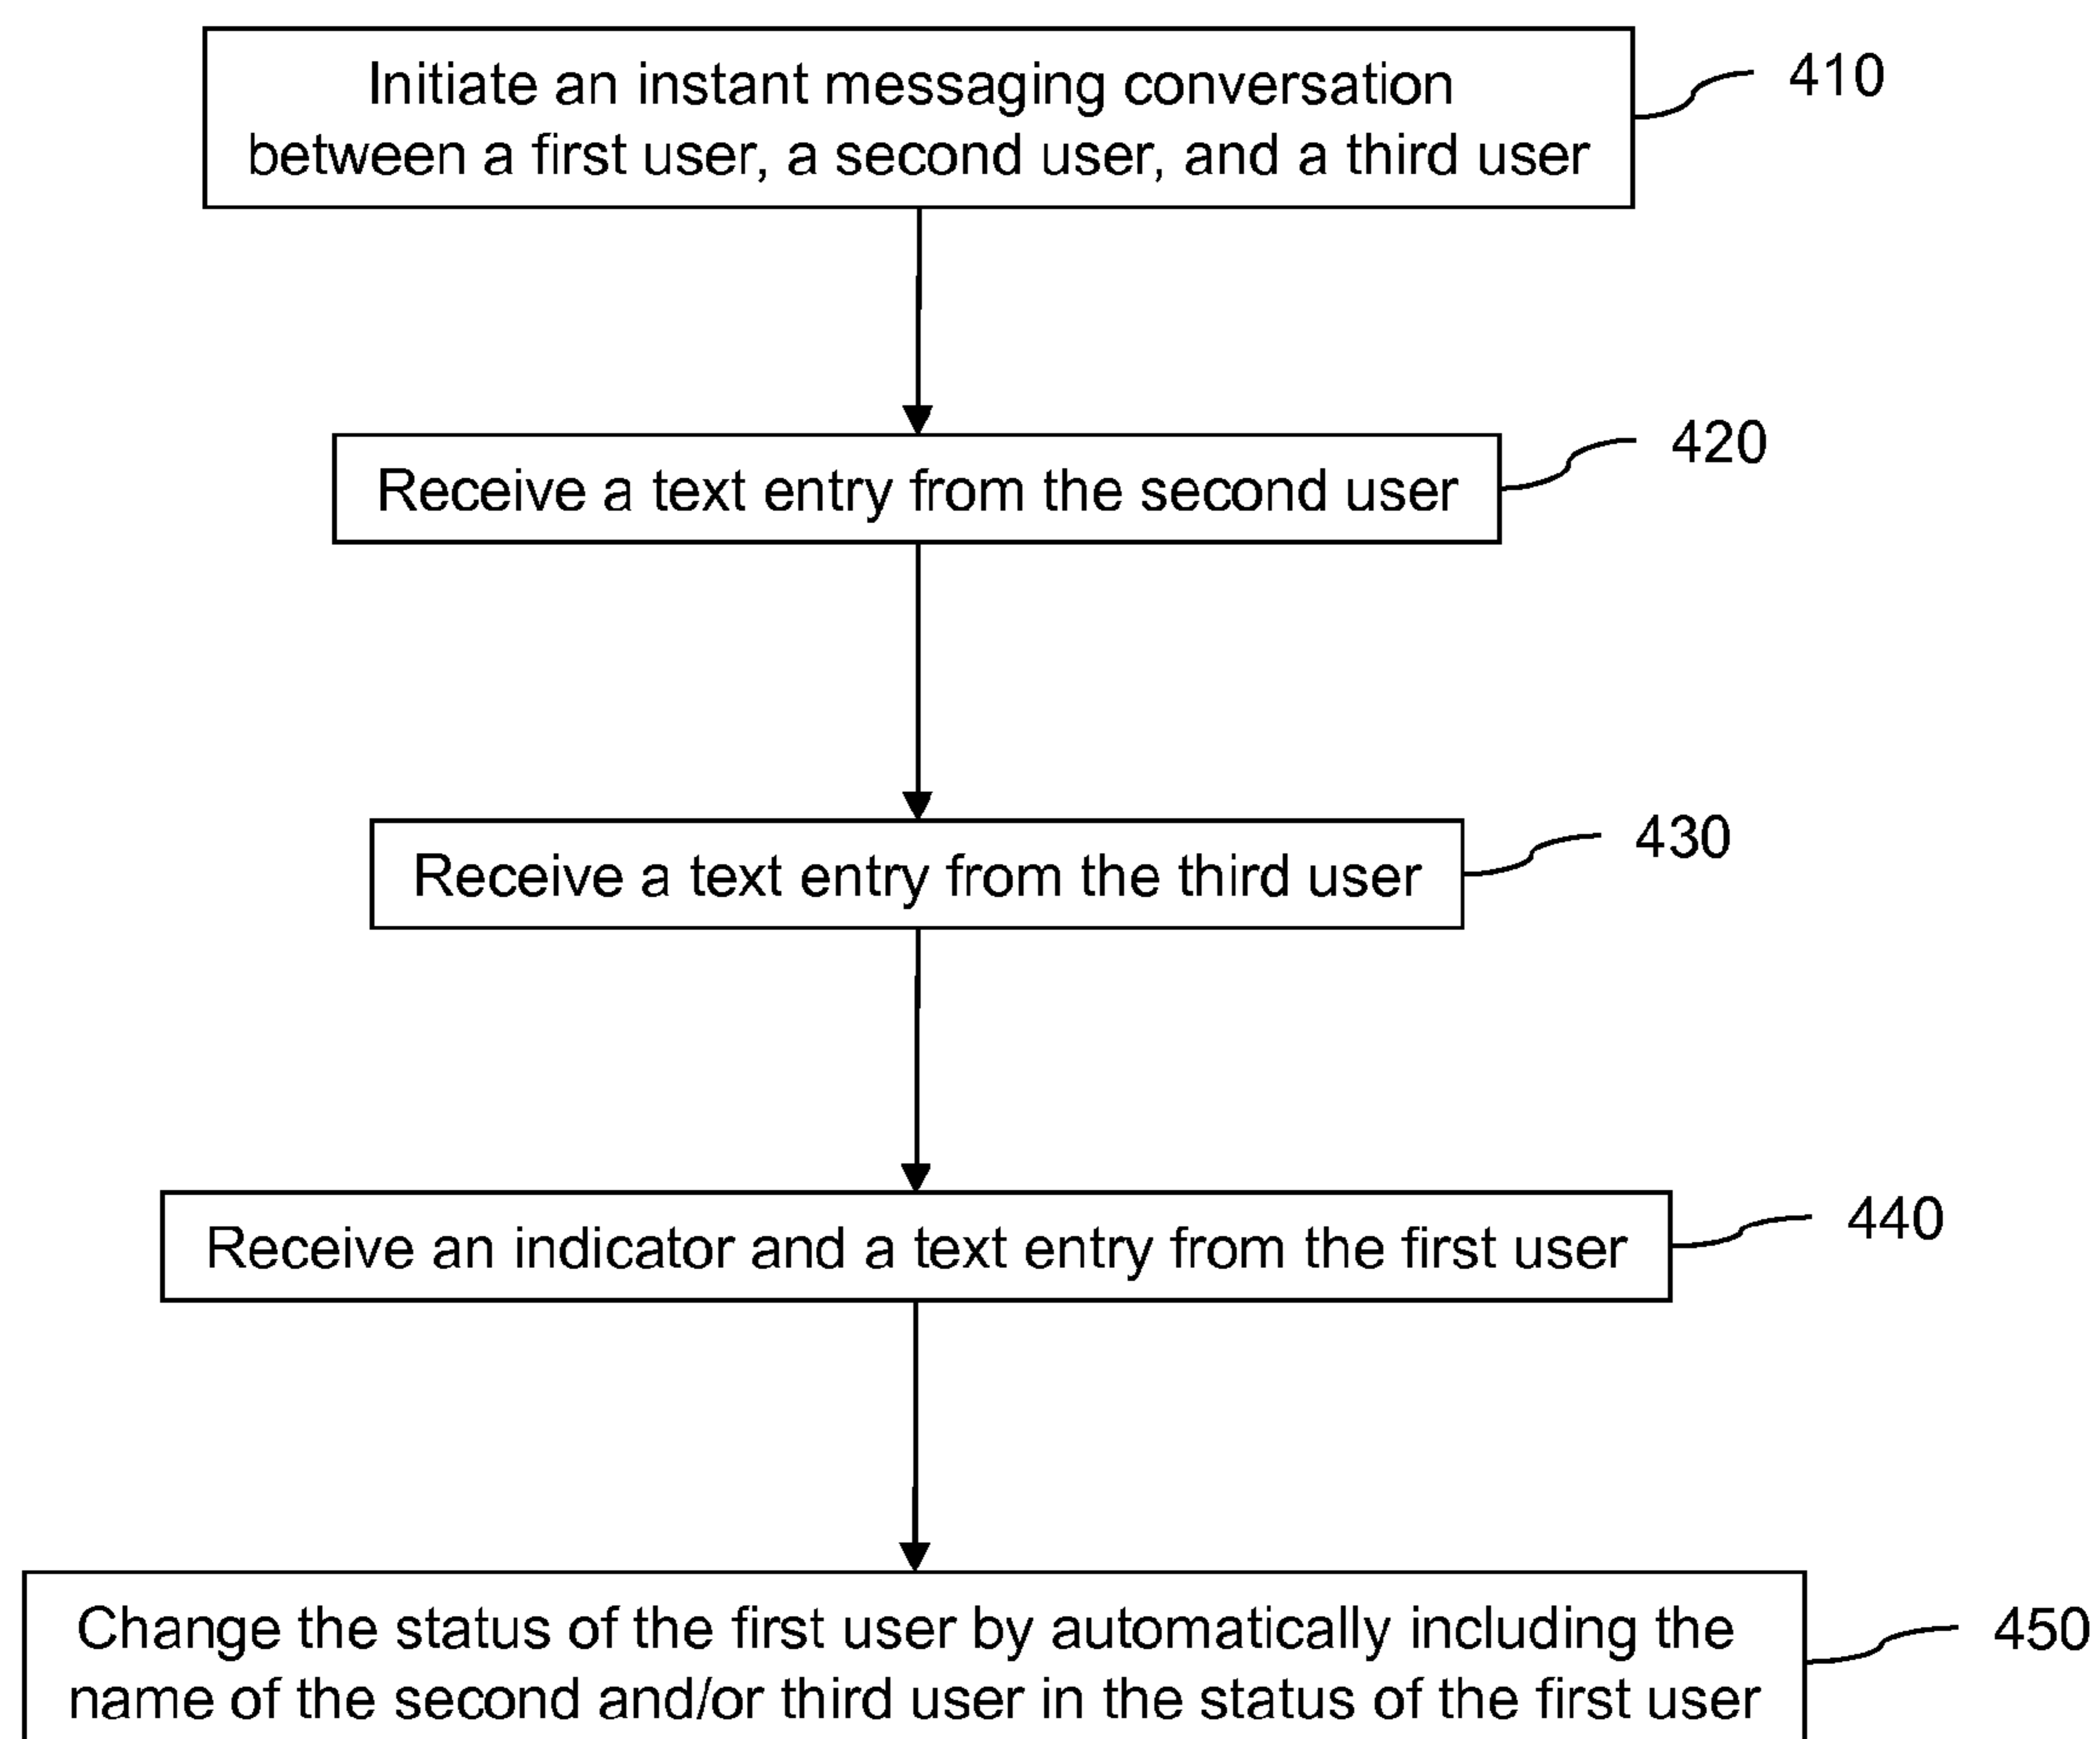 Initiate an instant messaging conversation
between a first user, a second user, and a third user
410
Receive a text entry from the second user
420
Receive a text entry from the third user
430
Receive an indicator and a text entry from the first user
440
Change the status of the first user by automatically including the
name of the second and/or third user in the status of the first user
450